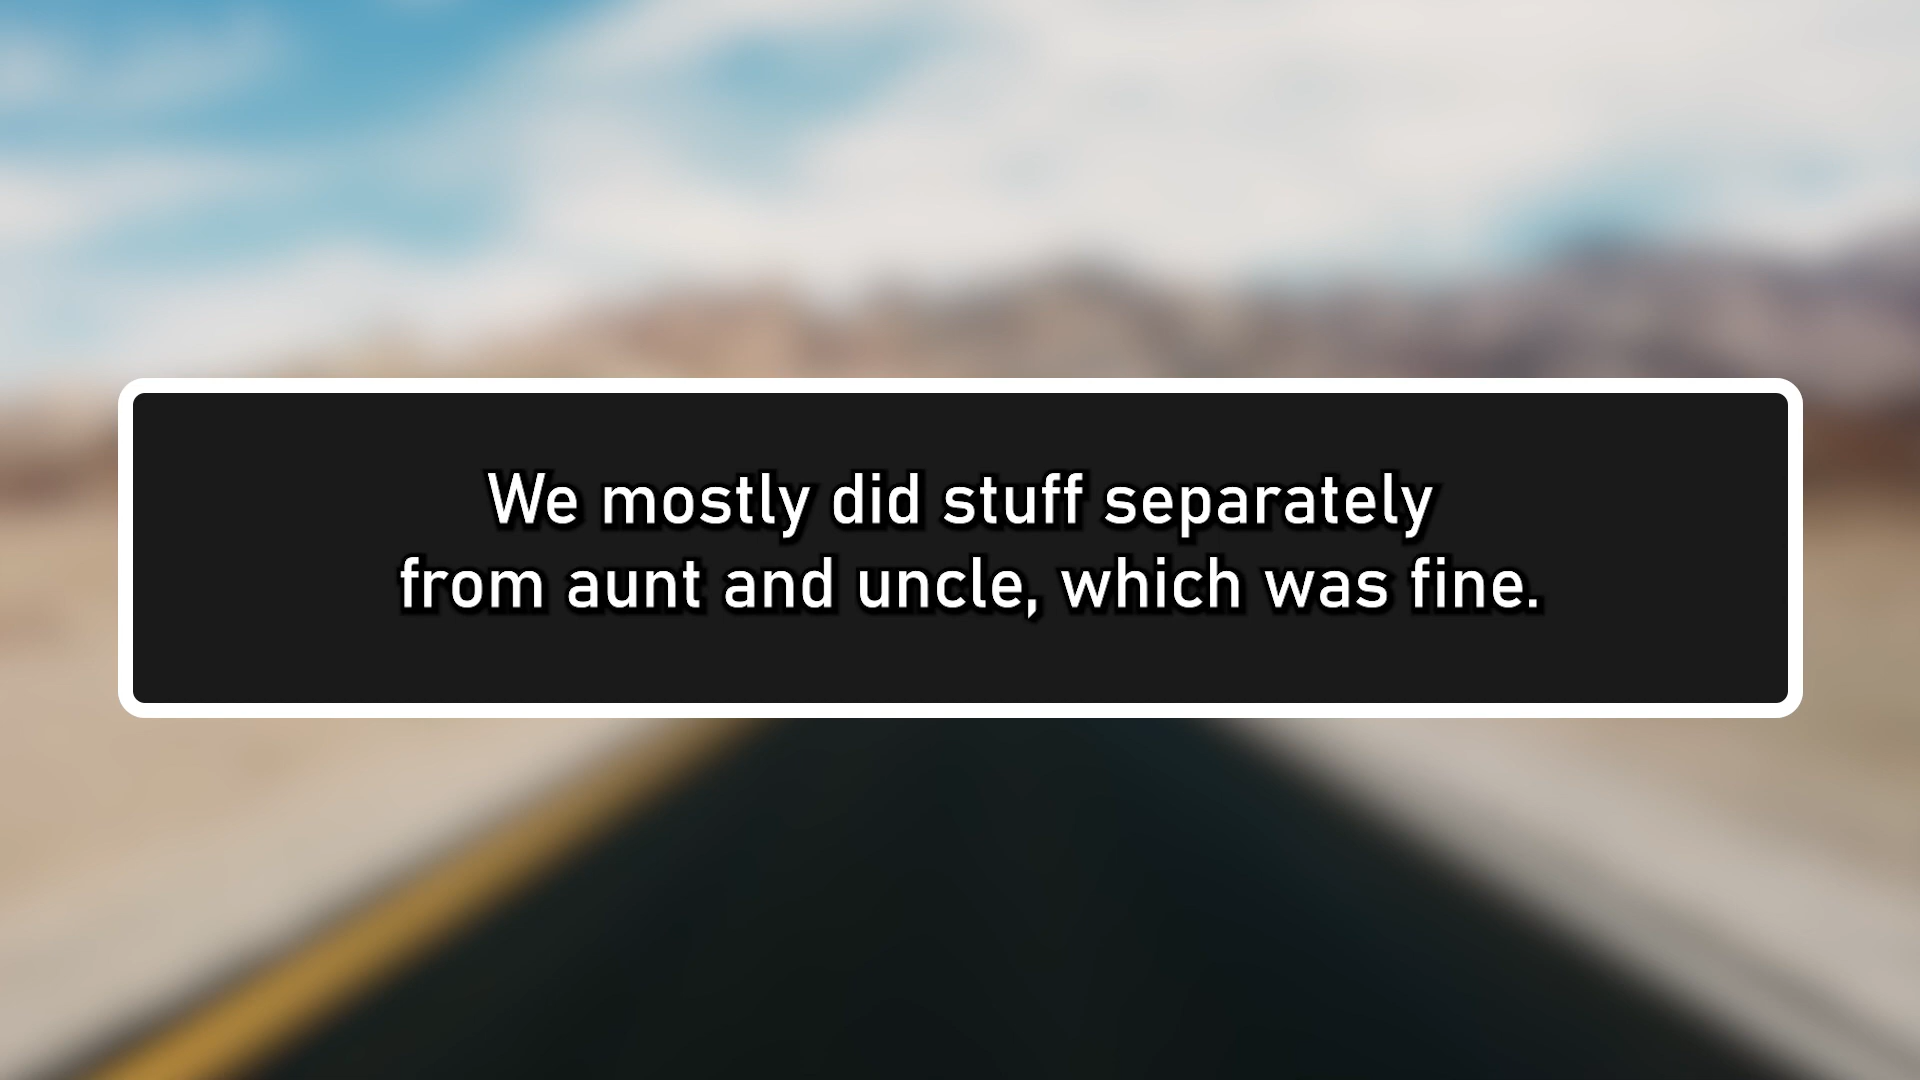 We mostly did stuff separately
from aunt and uncle, which was fine.